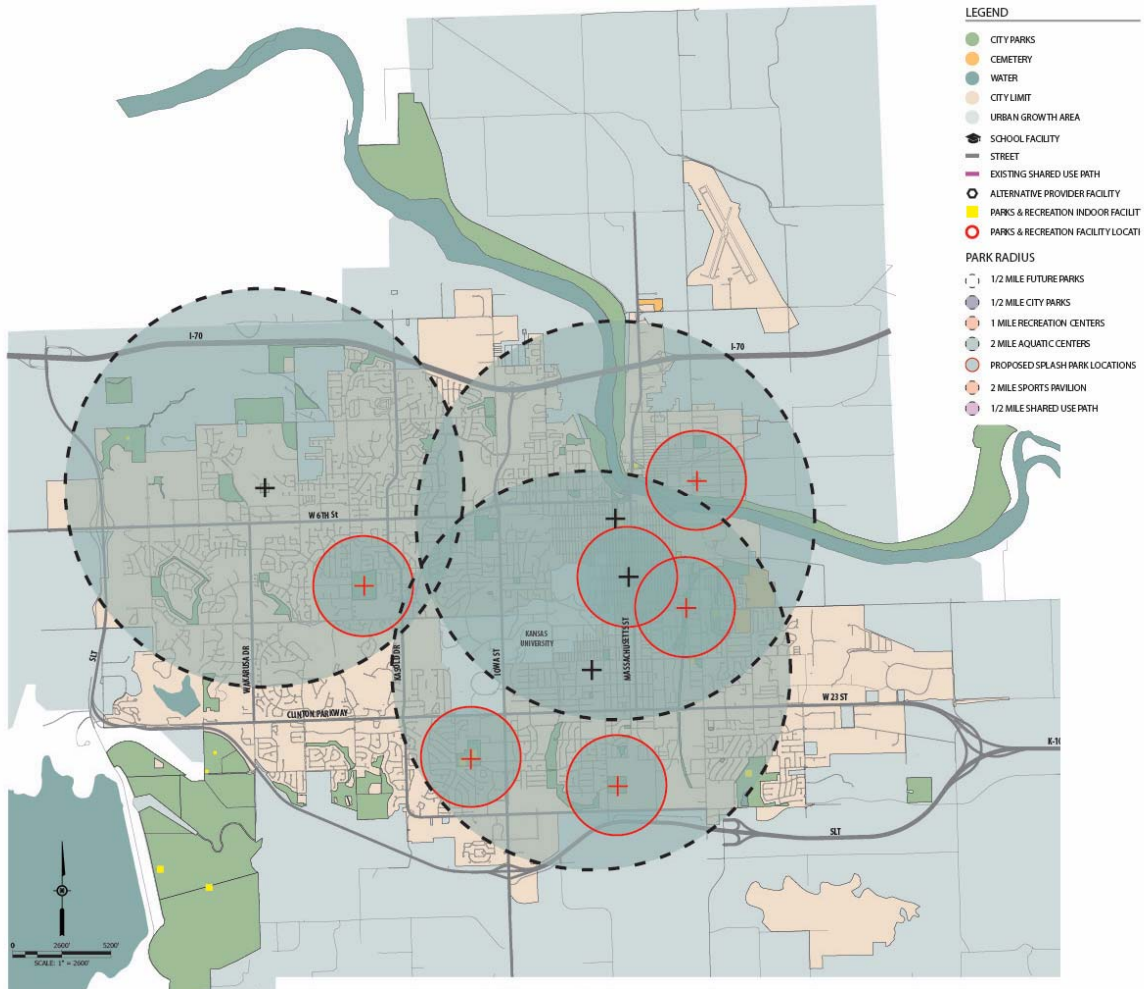 LEGEND
CITY PARKS
CEMETERY
WATER
CITY LIMIT
URBAN GROWTH AREA
SCHOOL FACILITY
STREET
EXISTING SHARED USE PATH
ALTERNATIVE PROVIDER FACILITY
PARKS & RECREATION INDOOR FACILIT
PARKS & RECREATION FACILITY LOCATI
PARK RADIUS
1/2 MILE FUTURE PARKS
1/2 MILE CITY PARKS
1 MILE RECREATION CENTERS
2 MILE AQUATIC CENTERS
PROPOSED SPLASH PARK LOCATIONS
2 MILE SPORTS PAVILION
1/2 MILE SHARED USE PATH
I-70
I-70
W 6TH St
KANSAS
UNIVERSITY
MASSACHUSETTS ST
IOWA ST
KASOLD DR
WAKARUSA DR
SLT
CLINTON PARKWAY
W 23 ST
K-10
SLT
0 2600' 5200'
SCALE: 1" = 2600'